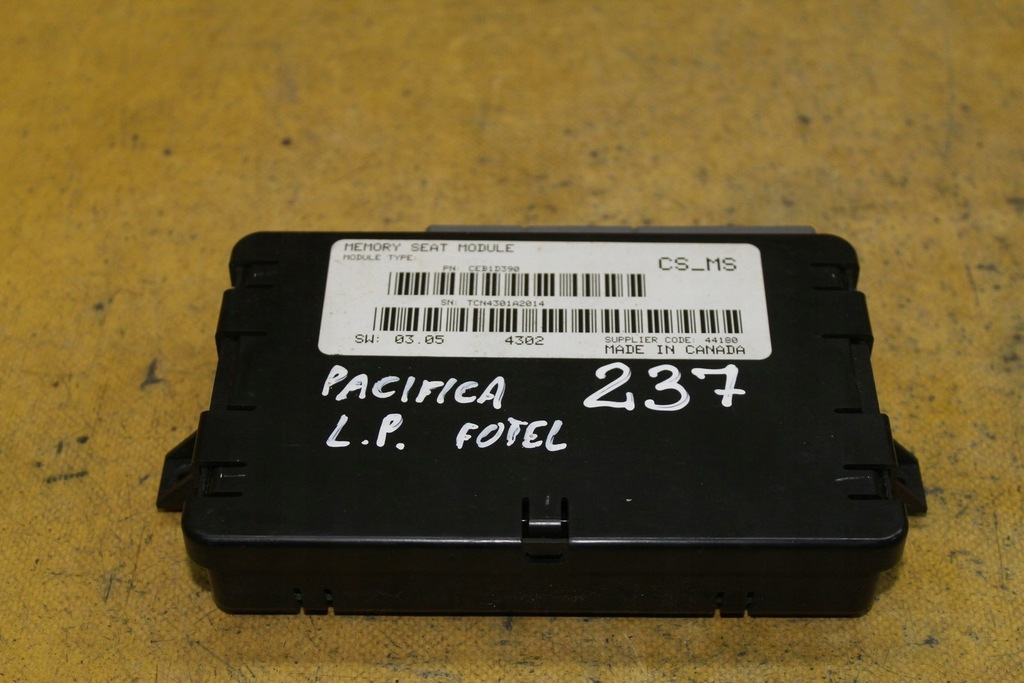 MEMORY SEAT MODULE
MODULE TYPE:
CS_MS
PN: CEB1D390
SN: TCN4301A2014
SW: 03.05 4302
SUPPLIER CODE: 44180
MADE IN CANADA
PACIFICA 237
L.P. FOTEL